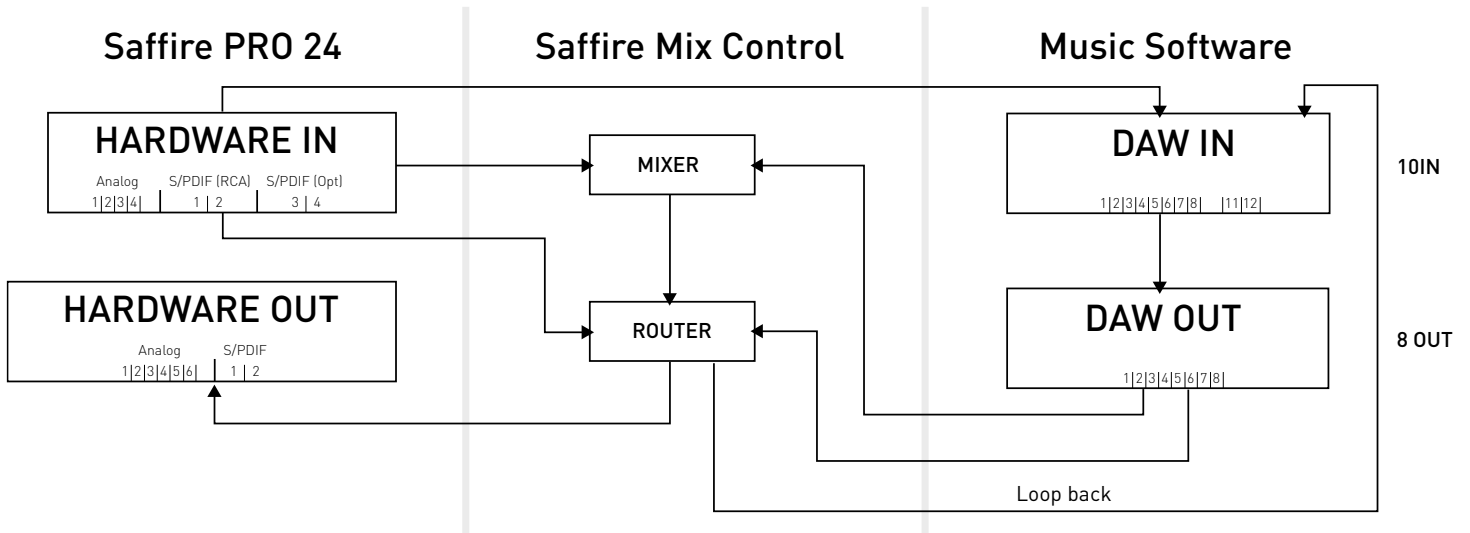 Saffire PRO 24
Saffire Mix Control
Music Software
HARDWARE IN
Analog S/PDIF (RCA) S/PDIF (Opt)
1|2|3|4| 1 | 2 3 | 4
MIXER
DAW IN
1|2|3|4|5|6|7|8| |11|12|
10IN
HARDWARE OUT
Analog S/PDIF
1|2|3|4|5|6| 1 | 2
ROUTER
DAW OUT
1|2|3|4|5|6|7|8|
8 OUT
Loop back